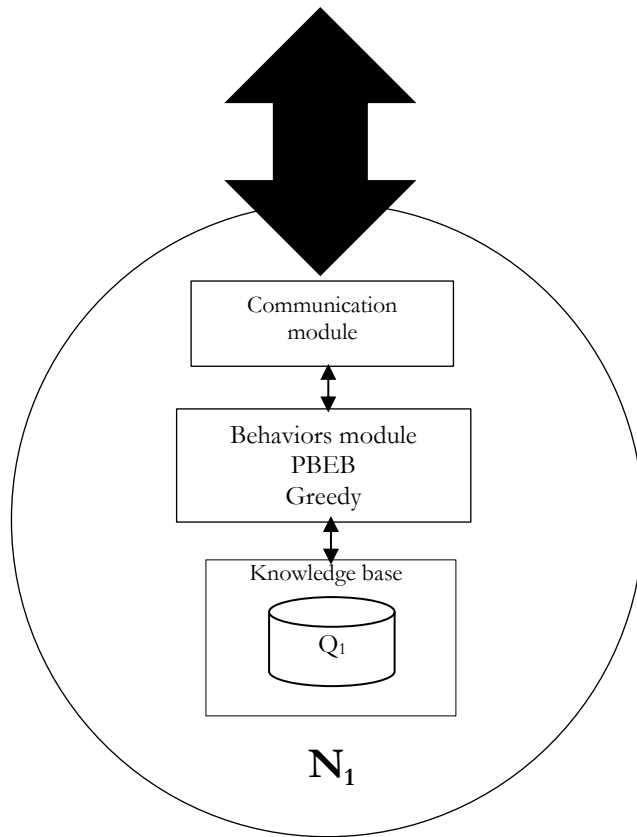 Communication
module
Behaviors module
PBEB
Greedy
Knowledge base
Q₁
N₁